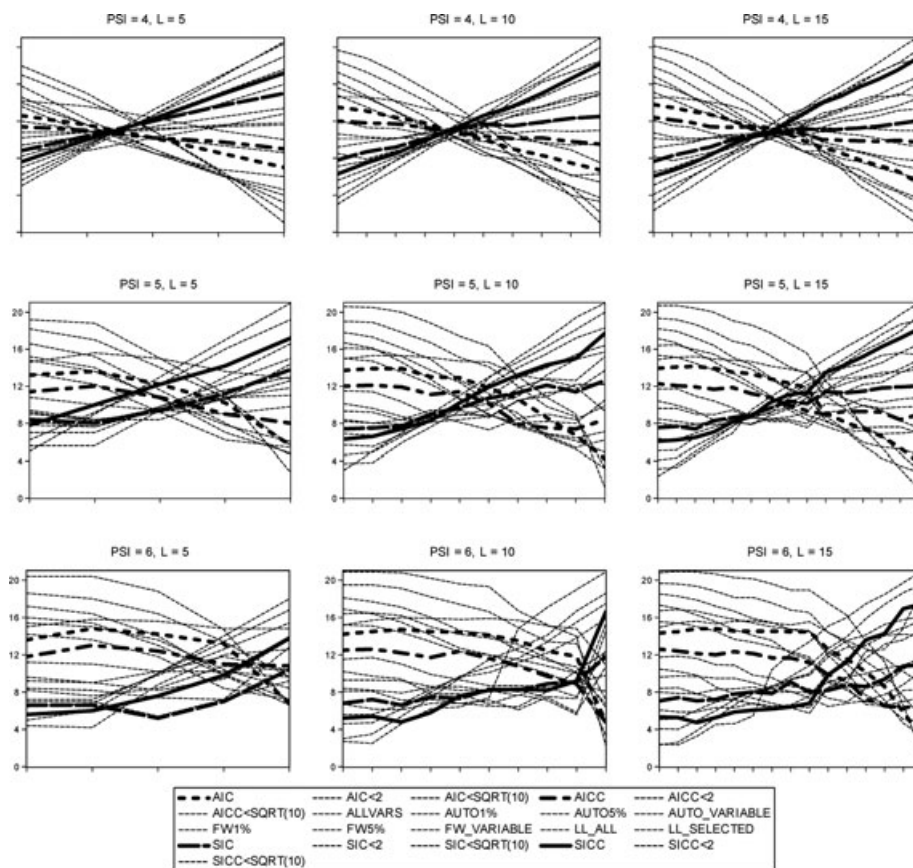 PSI = 4, L = 5
PSI = 4, L = 10
PSI = 4, L = 15
PSI = 5, L = 5
PSI = 5, L = 10
PSI = 5, L = 15
20
16
12
8
4
0
20
16
12
8
4
0
20
16
12
8
4
0
PSI = 6, L = 5
PSI = 6, L = 10
PSI = 6, L = 15
20
16
12
8
4
0
20
16
12
8
4
0
20
16
12
8
4
0
AIC AIC<2 AIC<SQRT(10) AICC AICC<2
AICC<SQRT(10) ALLVARS AUTO1% AUTO5% AUTO_VARIABLE
FW1% FW5% FW_VARIABLE LL_ALL LL_SELECTED
SIC SIC<2 SIC<SQRT(10) SICC SICC<2
SICC<SQRT(10)